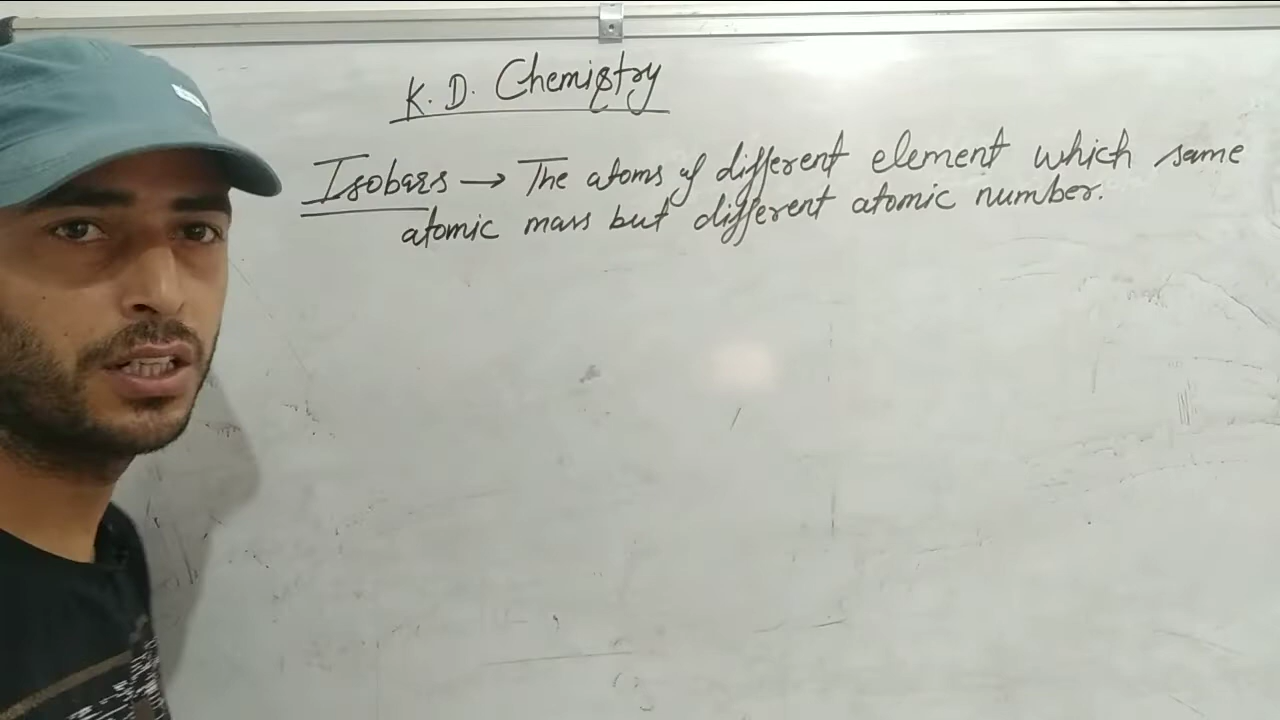 K. D. Chemistry
Isobars → The atoms of different element which same
atomic mass but different atomic number.